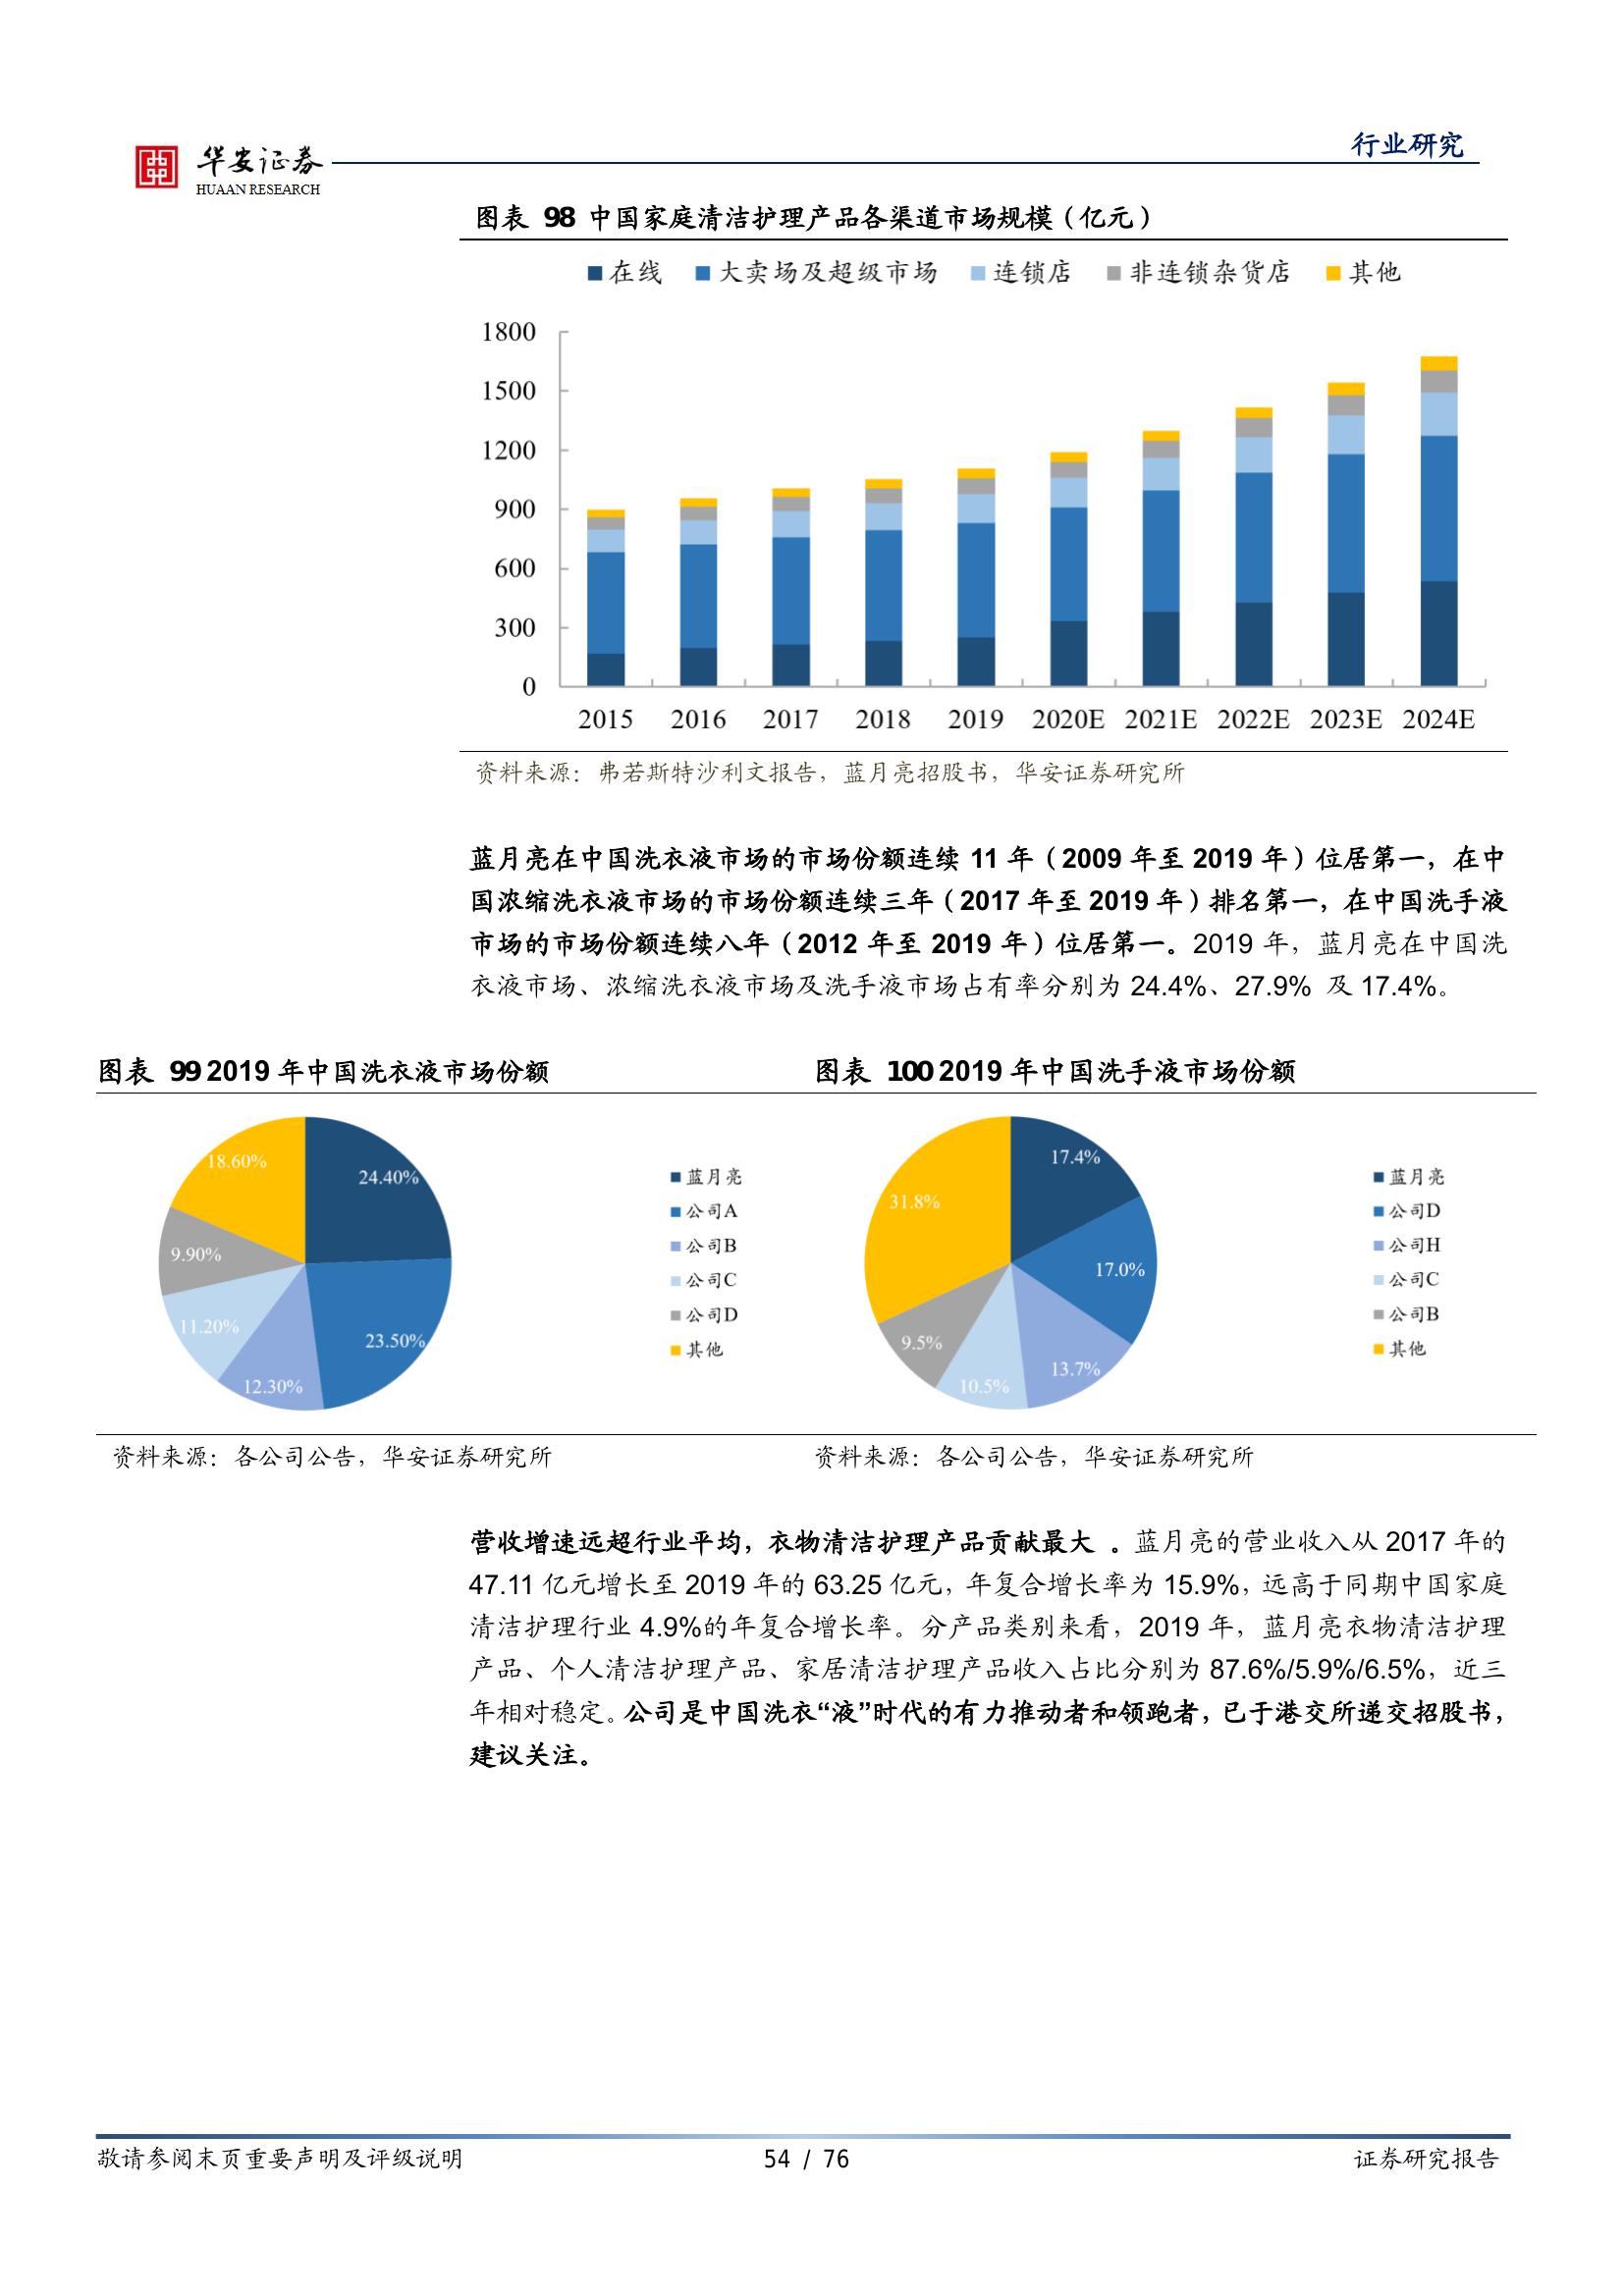 行业研究
华安证券
HUAAN RESEARCH
图表 98 中国家庭清洁护理产品各渠道市场规模（亿元）
在线 大卖场及超级市场 连锁店 非连锁杂货店 其他
1800
1500
1200
900
600
300
0
2015 2016 2017 2018 2019 2020E 2021E 2022E 2023E 2024E
资料来源：弗若斯特沙利文报告，蓝月亮招股书，华安证券研究所
蓝月亮在中国洗衣液市场的市场份额连续 11 年（2009 年至 2019 年）位居第一，在中
国浓缩洗衣液市场的市场份额连续三年（2017 年至 2019 年）排名第一，在中国洗手液
市场的市场份额连续八年（2012 年至 2019 年）位居第一。2019 年，蓝月亮在中国洗
衣液市场、浓缩洗衣液市场及洗手液市场占有率分别为 24.4%、27.9% 及 17.4%。
图表 99 2019 年中国洗衣液市场份额
24.40%
23.50%
12.30%
11.20%
9.90%
18.60%
蓝月亮
公司A
公司B
公司C
公司D
其他
资料来源：各公司公告，华安证券研究所
图表 100 2019 年中国洗手液市场份额
17.4%
17.0%
13.7%
10.5%
9.5%
31.8%
蓝月亮
公司D
公司H
公司C
公司B
其他
资料来源：各公司公告，华安证券研究所
营收增速远超行业平均，衣物清洁护理产品贡献最大 。蓝月亮的营业收入从 2017 年的
47.11 亿元增长至 2019 年的 63.25 亿元，年复合增长率为 15.9%，远高于同期中国家庭
清洁护理行业 4.9%的年复合增长率。分产品类别来看，2019 年，蓝月亮衣物清洁护理
产品、个人清洁护理产品、家居清洁护理产品收入占比分别为 87.6%/5.9%/6.5%，近三
年相对稳定。公司是中国洗衣“液”时代的有力推动者和领跑者，已于港交所递交招股书，
建议关注。
敬请参阅末页重要声明及评级说明 54 / 76 证券研究报告